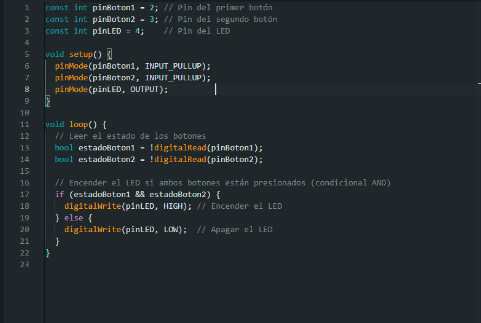 1 const int pinBoton1 = 2; // Pin del primer botón
2 const int pinBoton2 = 3; // Pin del segundo botón
3 const int pinLED = 4;    // Pin del LED
4
5 void setup() {
6   pinMode(pinBoton1, INPUT_PULLUP);
7   pinMode(pinBoton2, INPUT_PULLUP);
8   pinMode(pinLED, OUTPUT);
9 }
10
11 void loop() {
12   // Leer el estado de los botones
13   bool estadoBoton1 = !digitalRead(pinBoton1);
14   bool estadoBoton2 = !digitalRead(pinBoton2);
15
16   // Encender el LED si ambos botones están presionados (condicional AND)
17   if (estadoBoton1 && estadoBoton2) {
18     digitalWrite(pinLED, HIGH); // Encender el LED
19   } else {
20     digitalWrite(pinLED, LOW);  // Apagar el LED
21   }
22 }
23